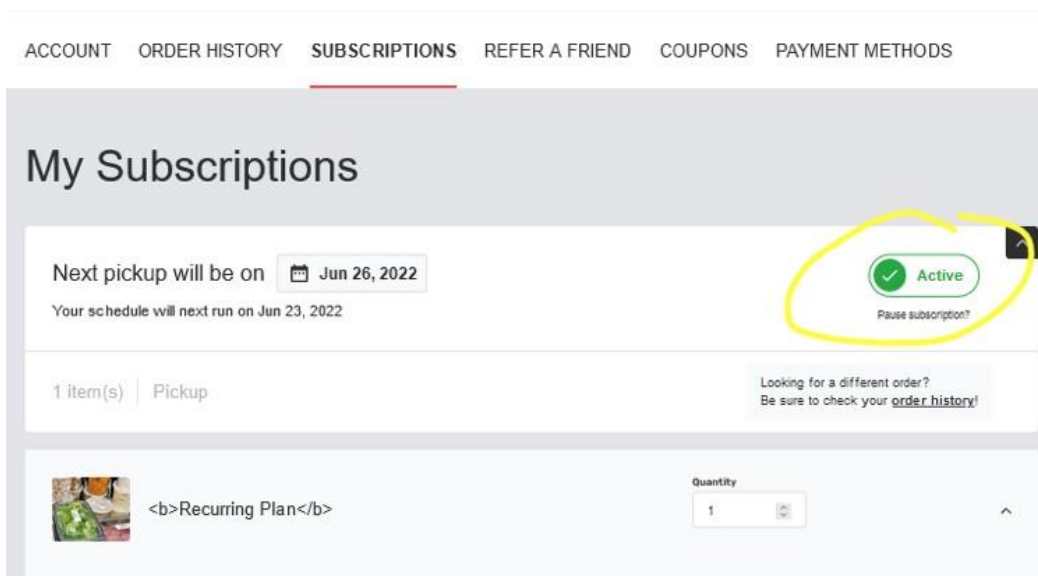 ACCOUNT ORDER HISTORY SUBSCRIPTIONS REFER A FRIEND COUPONS PAYMENT METHODS
My Subscriptions
Next pickup will be on Jun 26, 2022
Active
Your schedule will next run on Jun 23, 2022
Pause subscription?
1 item(s) Pickup
Looking for a different order?
Be sure to check your order history!
Quantity
<b>Recurring Plan</b>
1